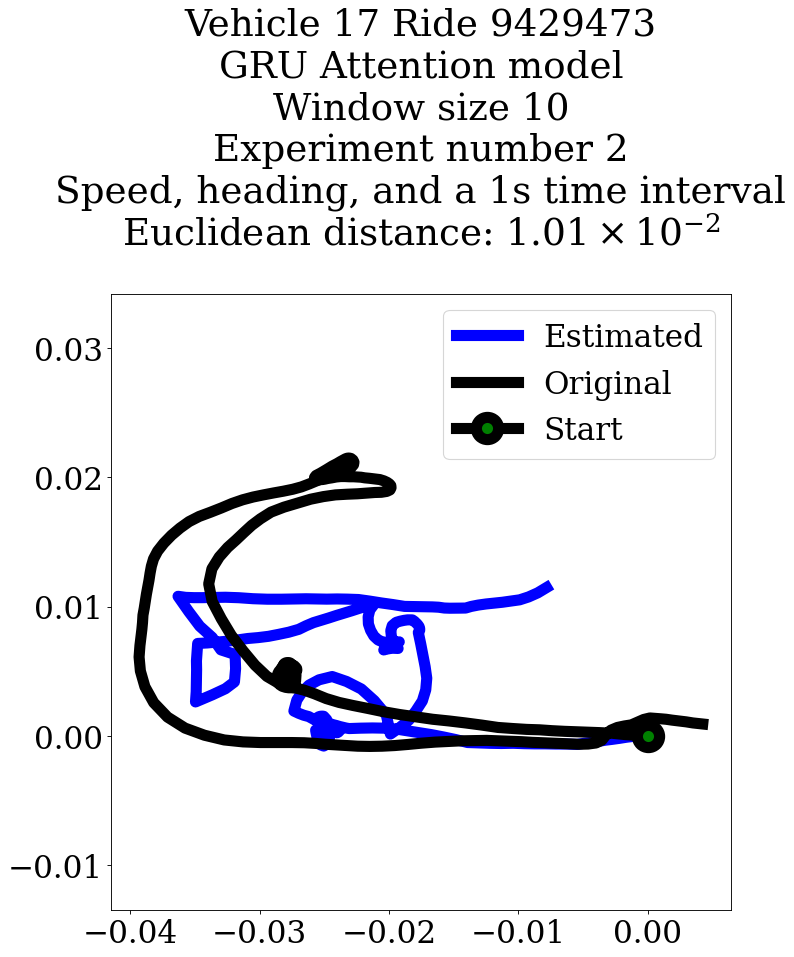 Vehicle 17 Ride 9429473
GRU Attention model
Window size 10
Experiment number 2
Speed, heading, and a 1s time interval
Euclidean distance: 1.01 × 10⁻²
Estimated
Original
Start
0.03
0.02
0.01
0.00
−0.01
−0.04 −0.03 −0.02 −0.01 0.00